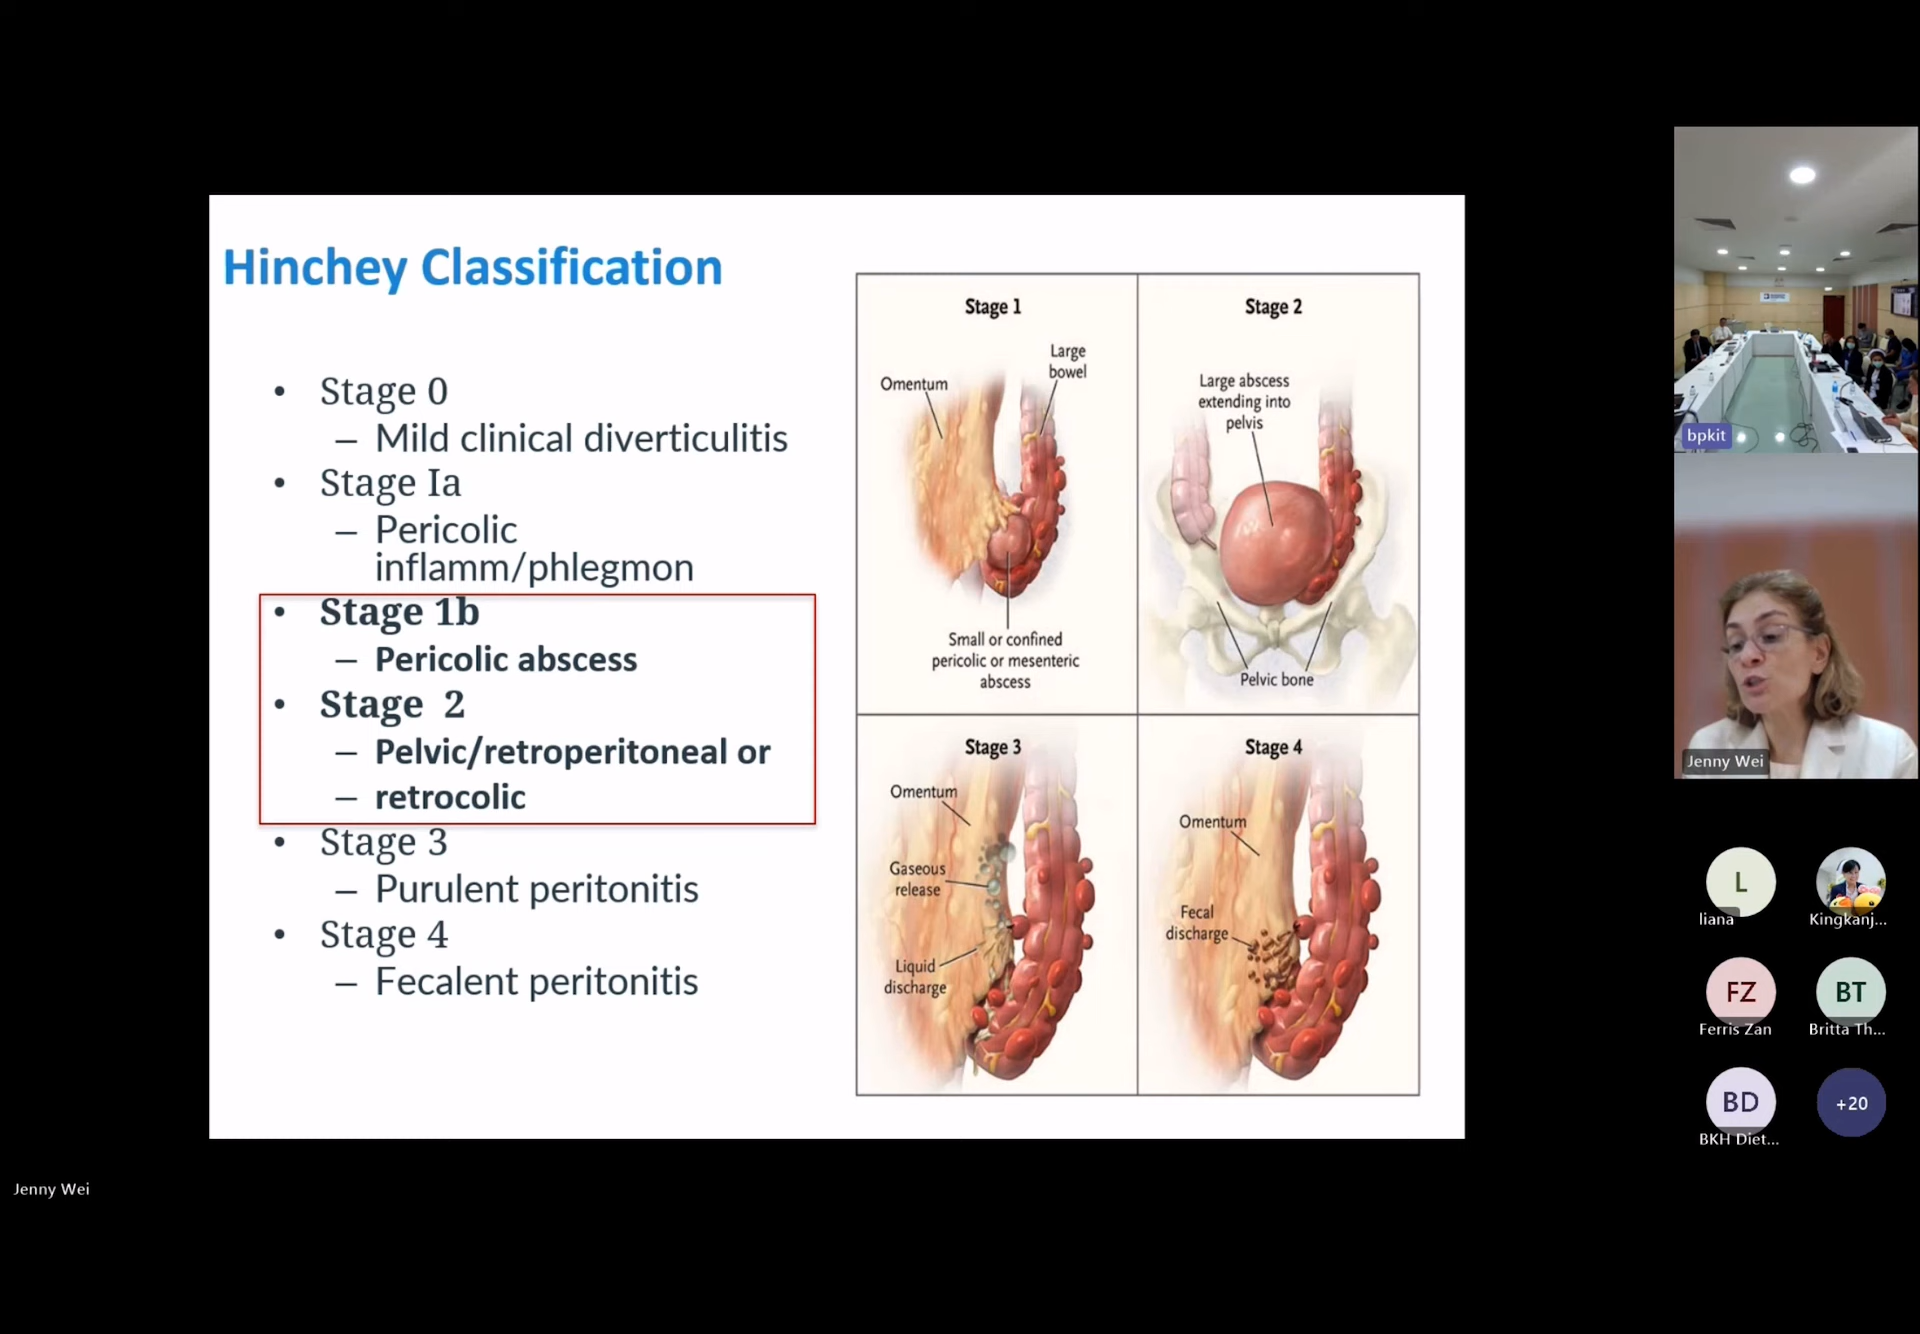 Hinchey Classification
• Stage 0
– Mild clinical diverticulitis
• Stage Ia
– Pericolic
inflamm/phlegmon
• Stage 1b
– Pericolic abscess
• Stage 2
– Pelvic/retroperitoneal or
– retrocolic
• Stage 3
– Purulent peritonitis
• Stage 4
– Fecalent peritonitis
Stage 1
Omentum
Large
bowel
Small or confined
pericolic or mesenteric
abscess
Stage 2
Large abscess
extending into
pelvis
Pelvic bone
Stage 3
Omentum
Gaseous
release
Liquid
discharge
Stage 4
Omentum
Fecal
discharge
bpkit
Jenny Wei
L
liana
Kingkanj...
FZ
Ferris Zan
BT
Britta Th...
BD
BKH Diet...
+20
Jenny Wei